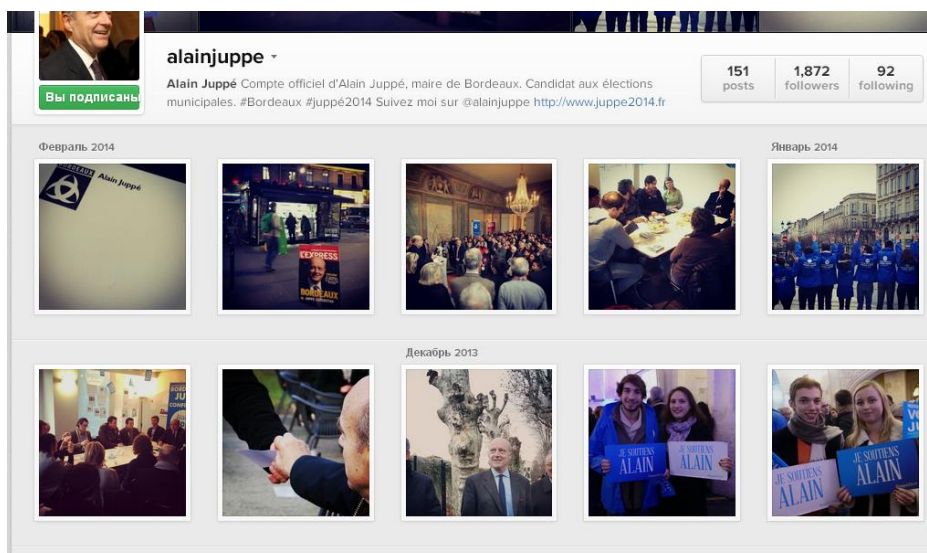 alainjuppe
Alain Juppé Compte officiel d'Alain Juppé, maire de Bordeaux. Candidat aux élections
municipales. #Bordeaux #juppé2014 Suivez moi sur @alainjuppe http://www.juppe2014.fr
151
posts
1,872
followers
92
following
Вы подписаны
Февраль 2014
Январь 2014
BORDEAUX
Alain Juppé
L'EXPRESS
BORDEAUX
Декабрь 2013
JE SOUTIENS
ALAIN
JE SOUTIENS
ALAIN
JE SOUTIENS
ALAIN
JE SOUTIENS
ALAIN